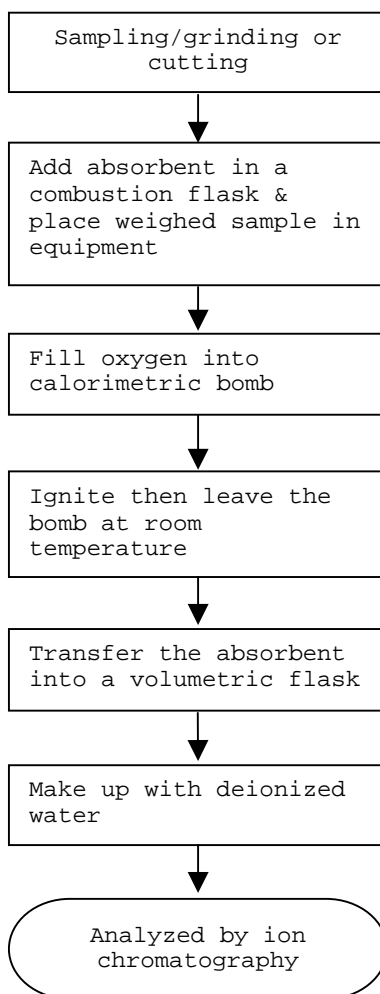 Sampling/grinding or
cutting
Add absorbent in a
combustion flask &
place weighed sample in
equipment
Fill oxygen into
calorimetric bomb
Ignite then leave the
bomb at room
temperature
Transfer the absorbent
into a volumetric flask
Make up with deionized
water
Analyzed by ion
chromatography